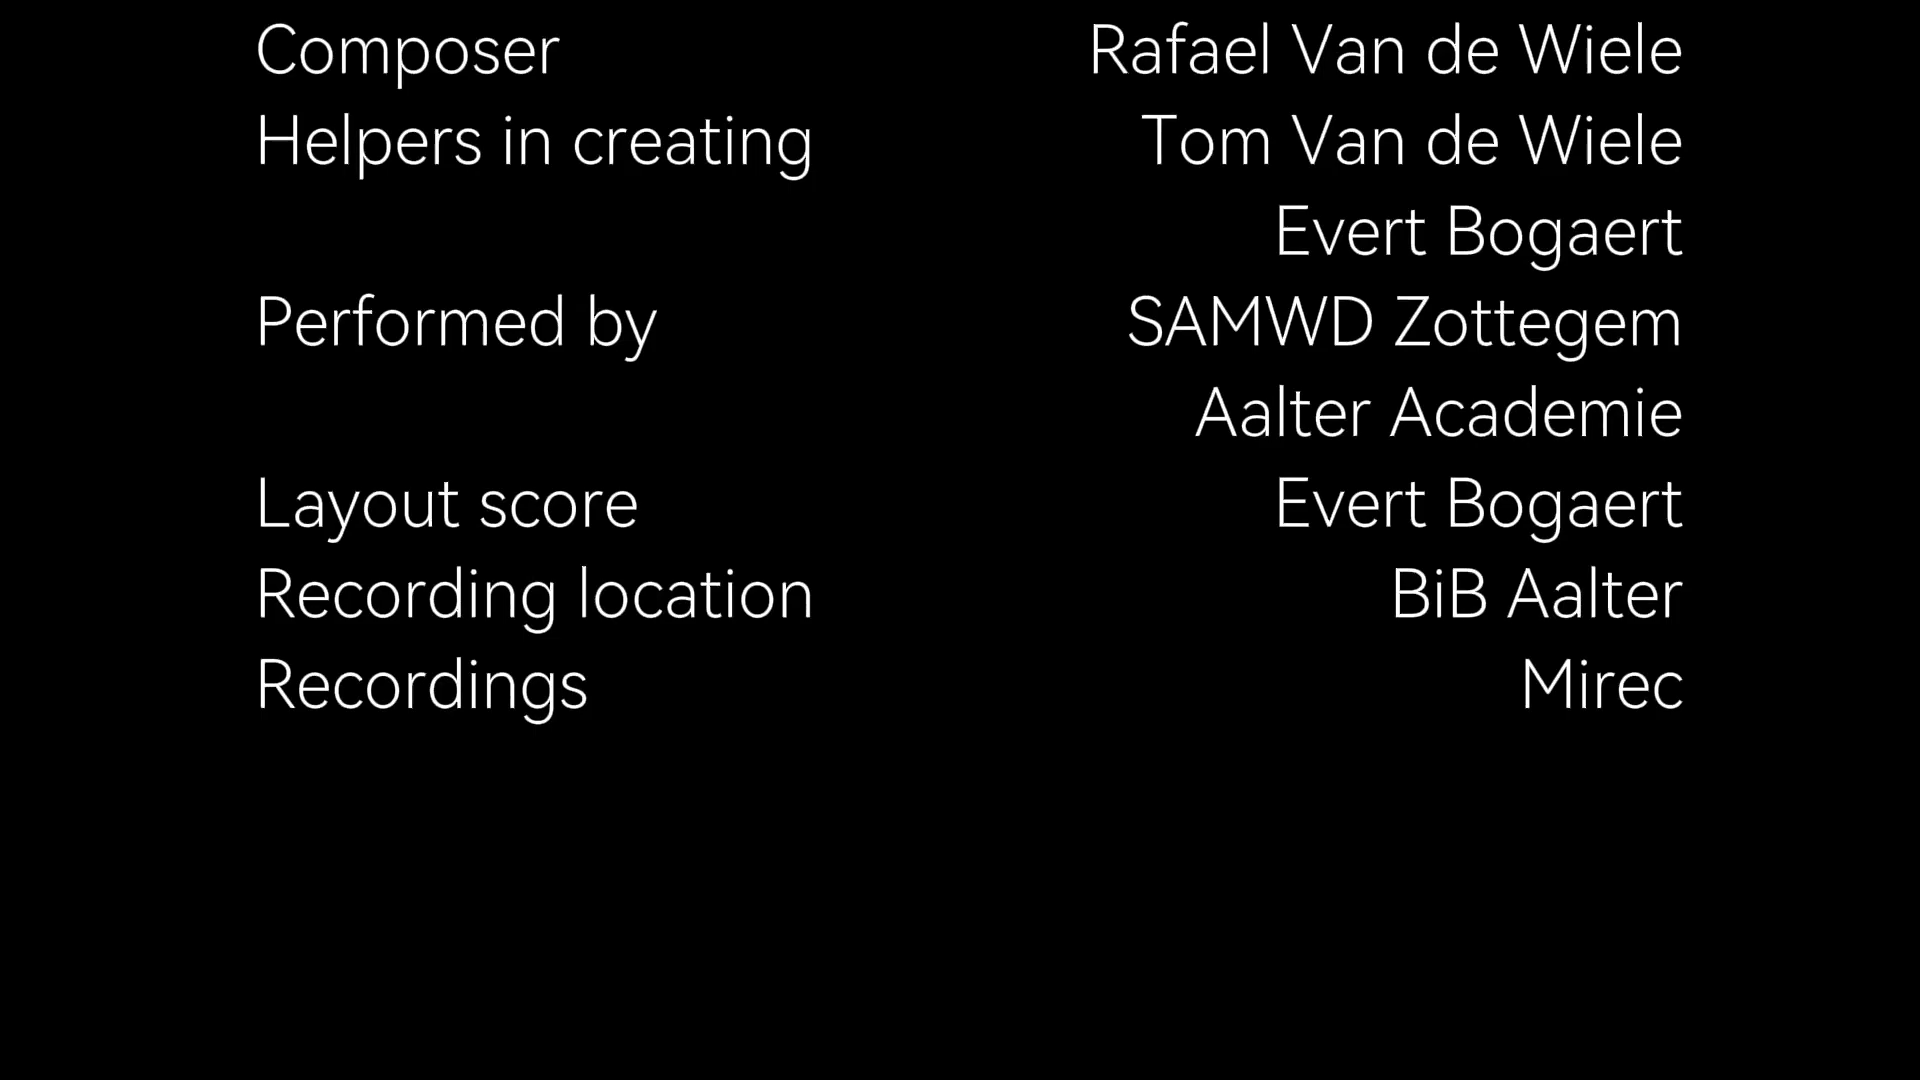 Composer Rafael Van de Wiele
Helpers in creating Tom Van de Wiele
Evert Bogaert
Performed by SAMWD Zottegem
Aalter Academie
Layout score Evert Bogaert
Recording location BiB Aalter
Recordings Mirec